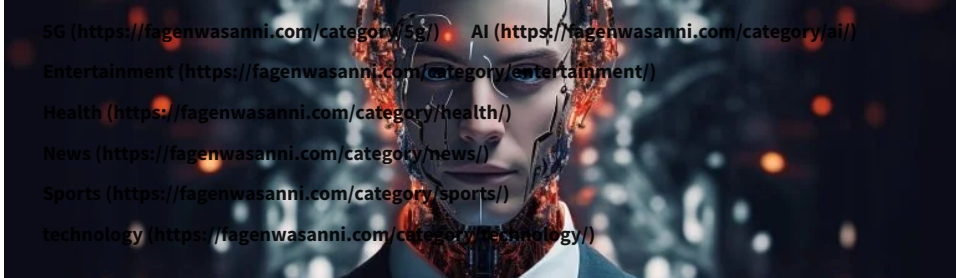 5G (https://fagenwasanni.com/category/5g/) AI (https://fagenwasanni.com/category/ai/)
Entertainment (https://fagenwasanni.com/category/entertainment/)
Health (https://fagenwasanni.com/category/health/)
News (https://fagenwasanni.com/category/news/)
Sports (https://fagenwasanni.com/category/sports/)
technology (https://fagenwasanni.com/category/technology/)